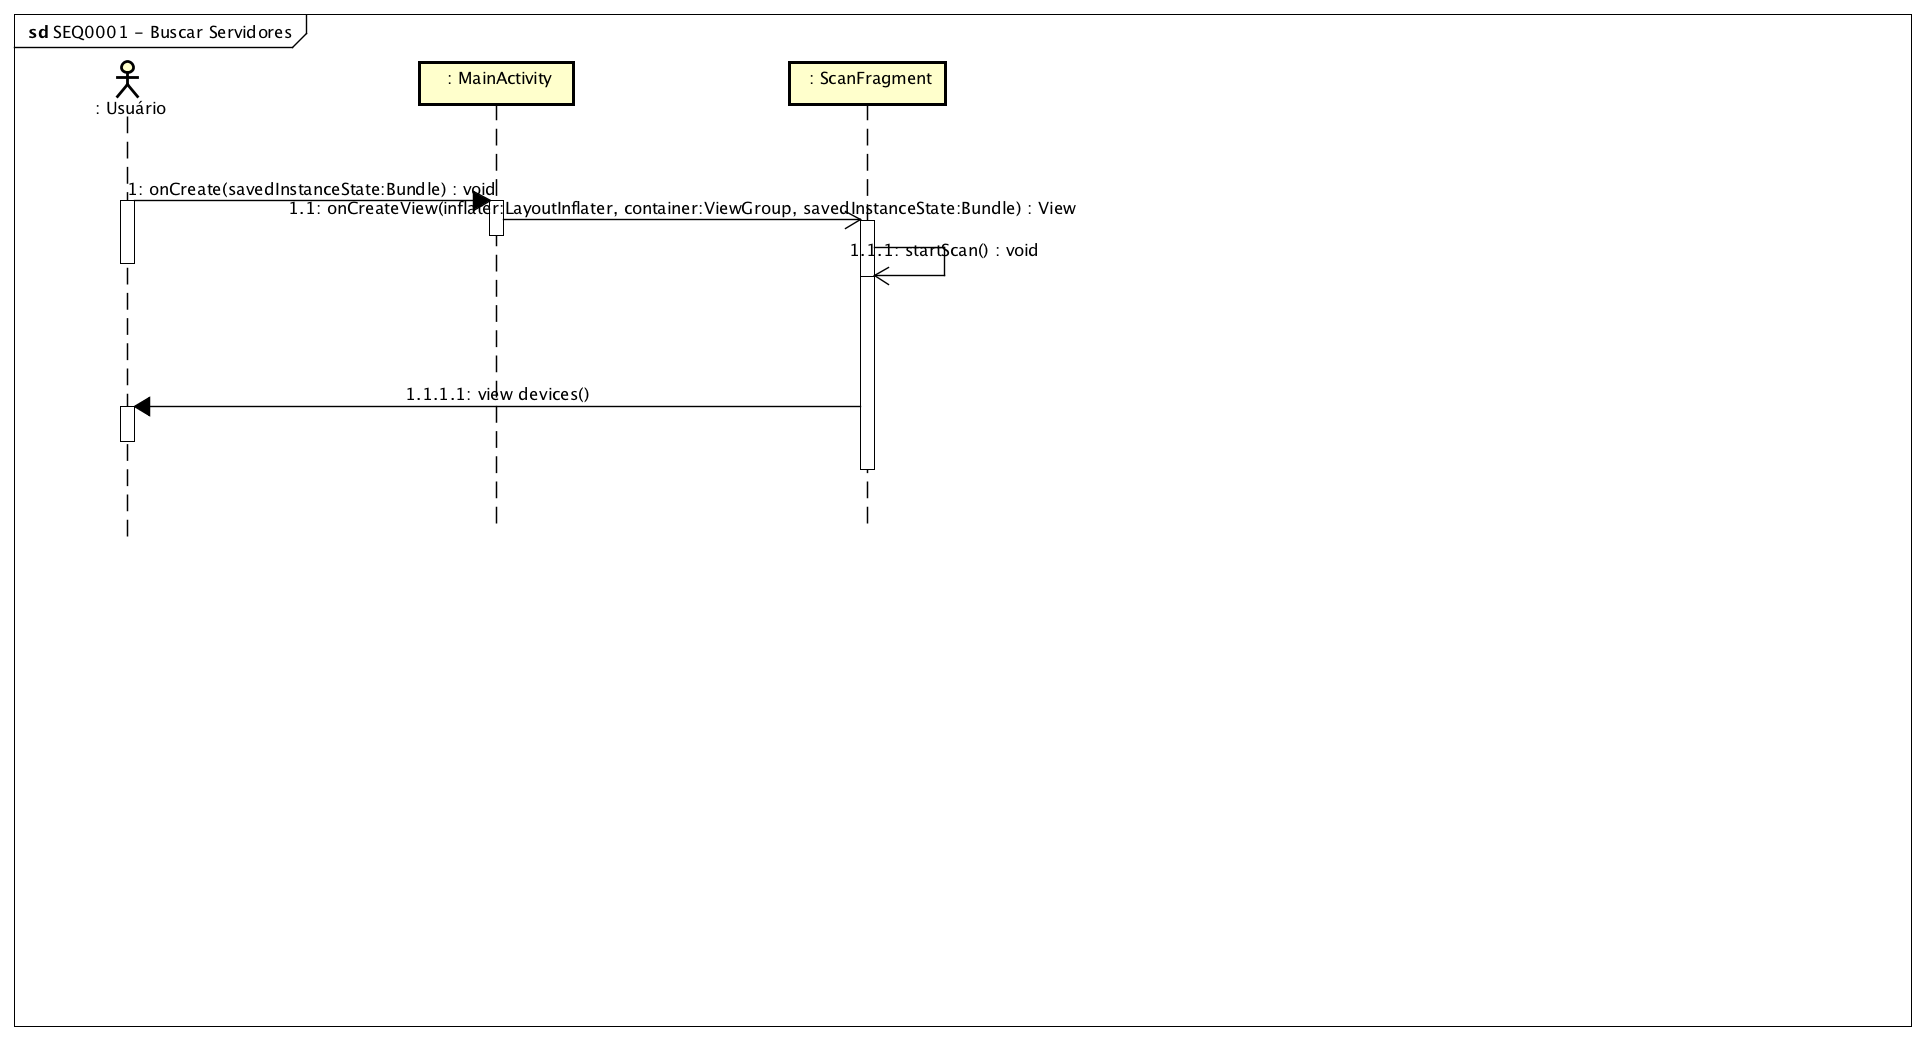 sd SEQ0001 - Buscar Servidores
: Usuário
: MainActivity
: ScanFragment
1: onCreate(savedInstanceState:Bundle) : void
1.1: onCreateView(inflater:LayoutInflater, container:ViewGroup, savedInstanceState:Bundle) : View
1.1.1: startScan() : void
1.1.1.1: view devices()